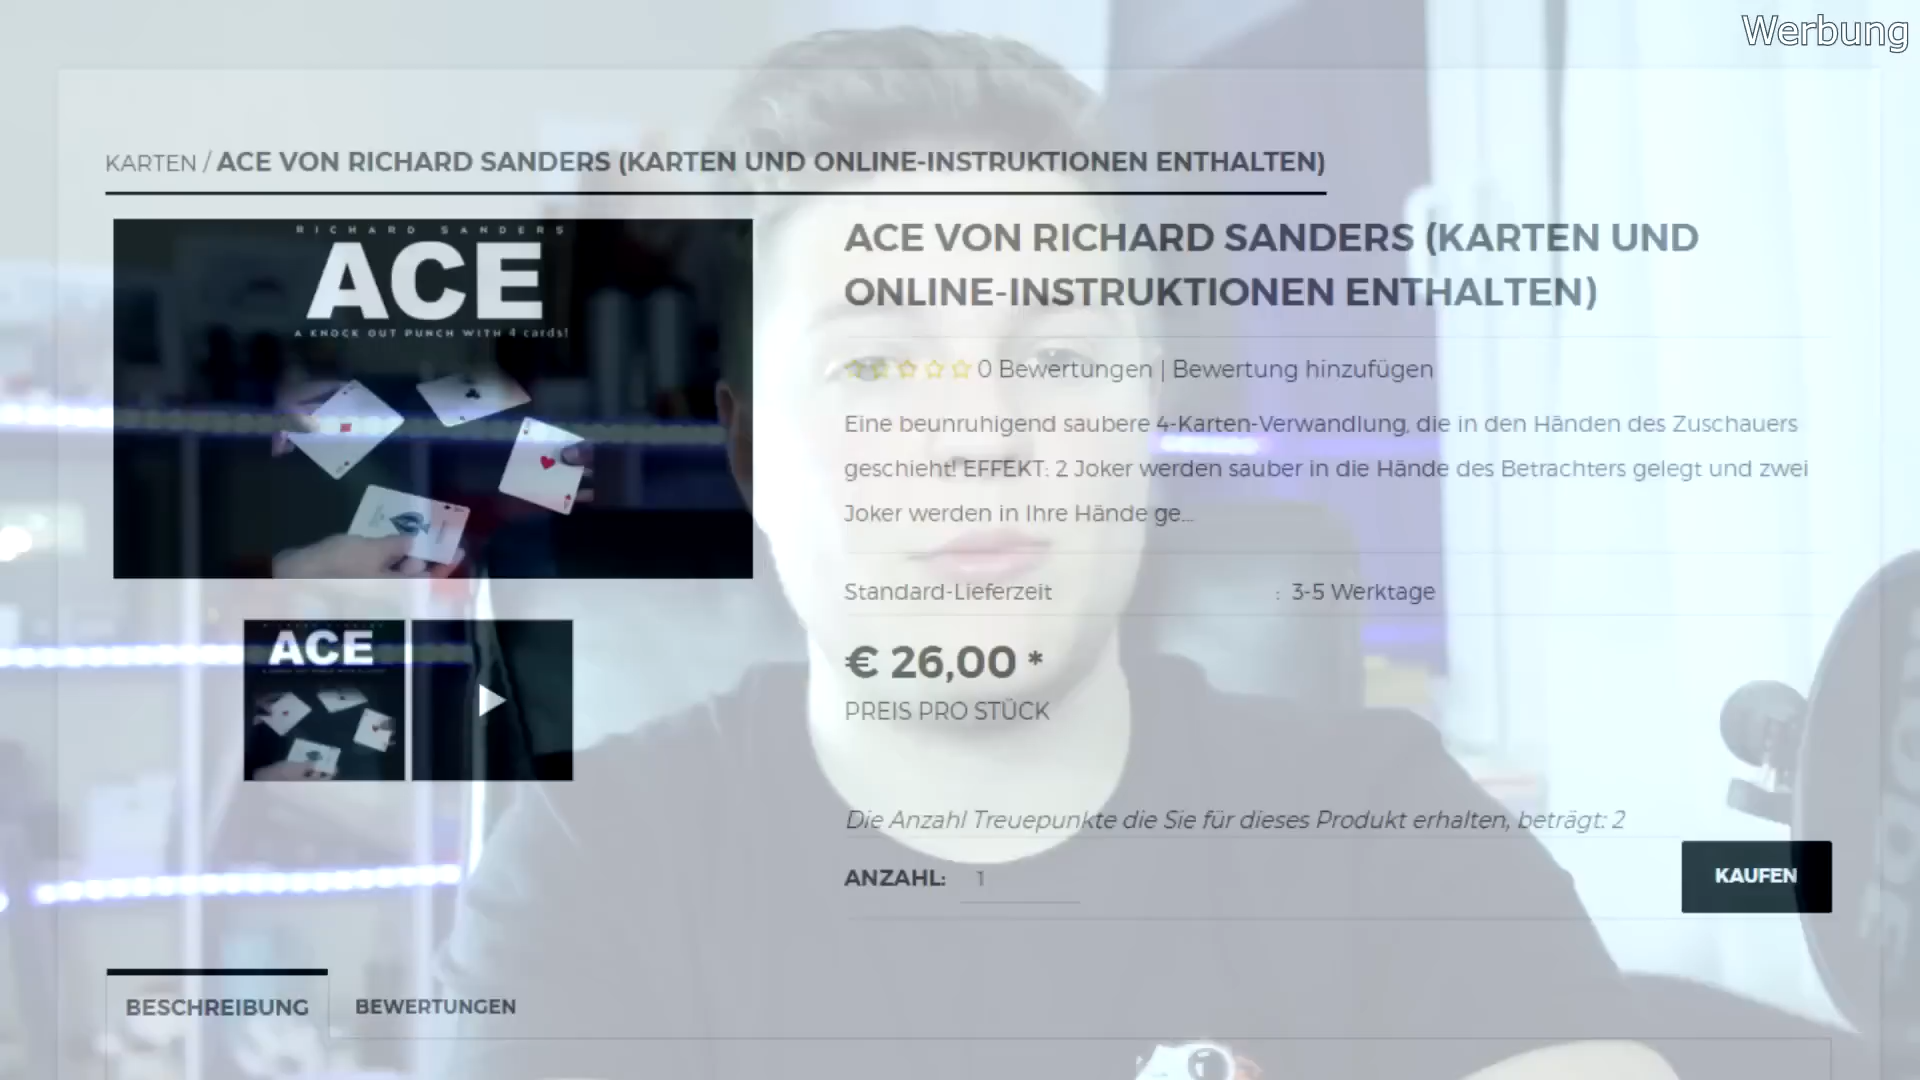 Werbung
KARTEN / ACE VON RICHARD SANDERS (KARTEN UND ONLINE-INSTRUKTIONEN ENTHALTEN)
RICHARD SANDERS
ACE
A KNOCK OUT PUNCH WITH 4 cards!
ACE VON RICHARD SANDERS (KARTEN UND
ONLINE-INSTRUKTIONEN ENTHALTEN)
0 Bewertungen | Bewertung hinzufügen
Eine beunruhigend saubere 4-Karten-Verwandlung, die in den Händen des Zuschauers
geschieht! EFFEKT: 2 Joker werden sauber in die Hände des Betrachters gelegt und zwei
Joker werden in Ihre Hände ge...
Standard-Lieferzeit : 3-5 Werktage
€ 26,00 *
PREIS PRO STÜCK
ACE
Die Anzahl Treuepunkte die Sie für dieses Produkt erhalten, beträgt: 2
ANZAHL: 1
KAUFEN
BESCHREIBUNG BEWERTUNGEN